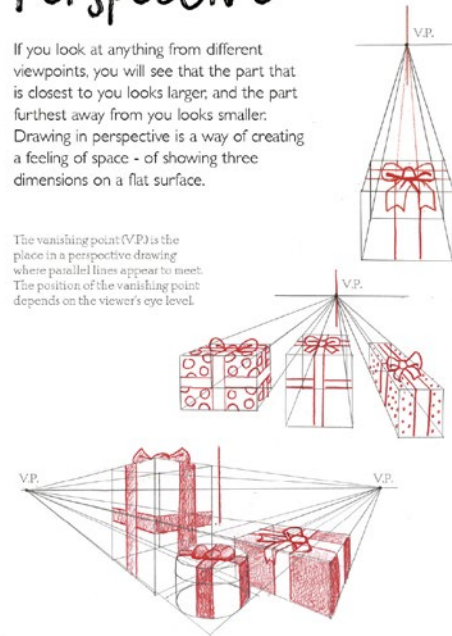 Perspective
If you look at anything from different
viewpoints, you will see that the part that
is closest to you looks larger, and the part
furthest away from you looks smaller.
Drawing in perspective is a way of creating
a feeling of space - of showing three
dimensions on a flat surface.
The vanishing point (V.P.) is the
place in a perspective drawing
where parallel lines appear to meet.
The position of the vanishing point
depends on the viewer's eye level.
V.P.
V.P.
V.P.
V.P.